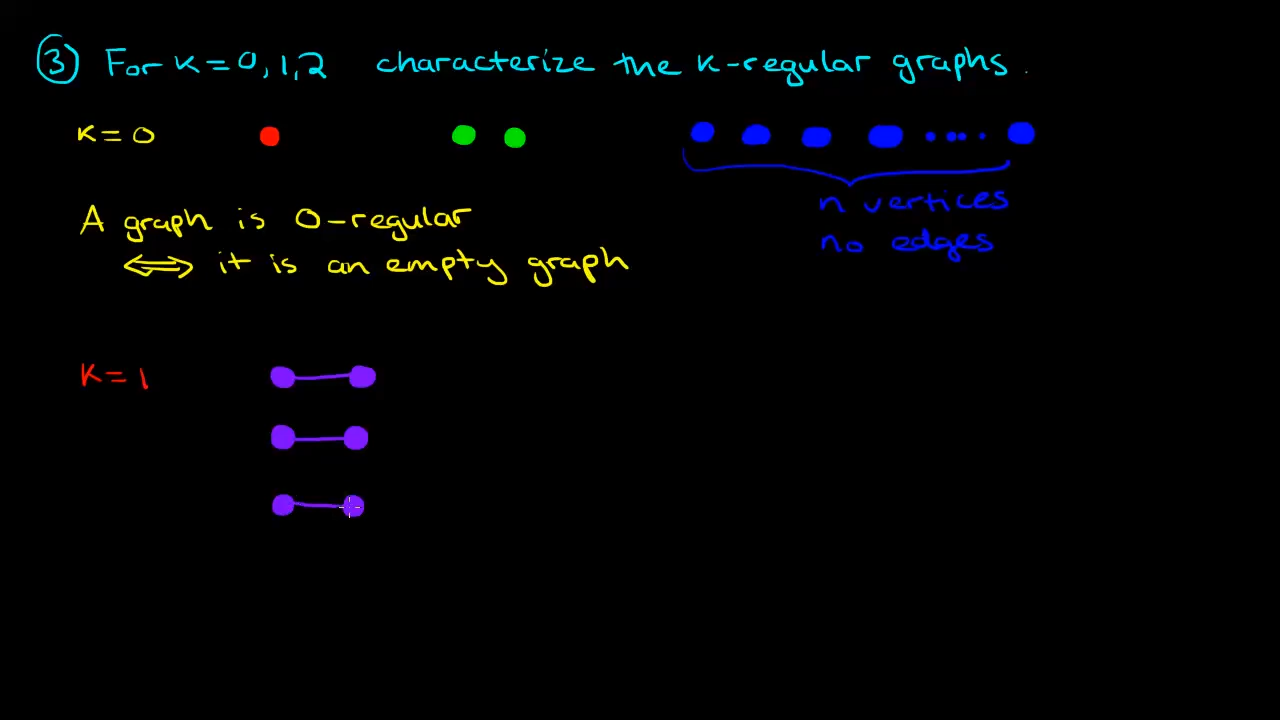 ③ For K=0,1,2 characterize the K-regular graphs.
K=0
n vertices
no edges
A graph is 0-regular
⟺ it is an empty graph
K=1